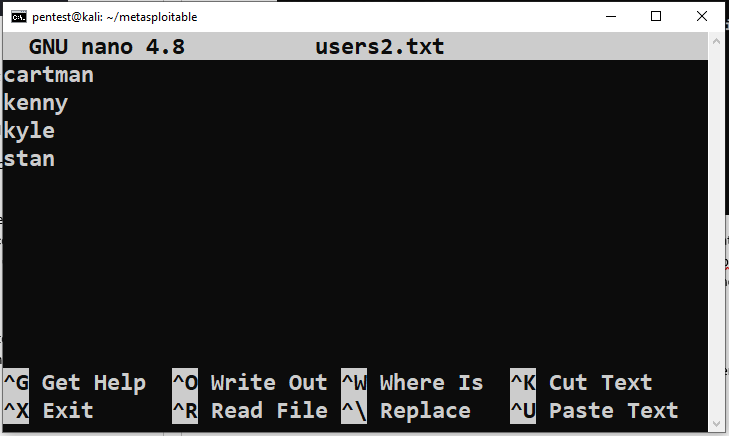 pentest@kali: ~/metasploitable
GNU nano 4.8 users2.txt
cartman
kenny
kyle
stan
^G Get Help ^O Write Out ^W Where Is ^K Cut Text
^X Exit ^R Read File ^\ Replace ^U Paste Text